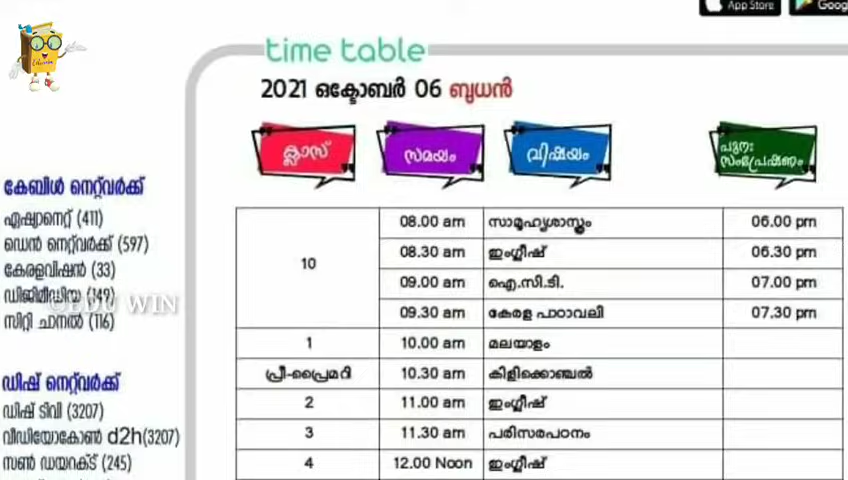 App Store
Goog
time table
2021 ഒക്ടോബർ 06 ബുധൻ
ക്ലാസ് സമയം വിഷയം പുനഃ സംപ്രേഷണം
10
08.00 am സാമൂഹ്യശാസ്ത്രം 06.00 pm
08.30 am ഇംഗ്ലീഷ് 06.30 pm
09.00 am ഐ.സി.ടി. 07.00 pm
09.30 am കേരള പാഠാവലി 07.30 pm
1 10.00 am മലയാളം
പ്രീ-പ്രൈമറി 10.30 am കിളിക്കൊഞ്ചൽ
2 11.00 am ഇംഗ്ലീഷ്
3 11.30 am പരിസരപഠനം
4 12.00 Noon ഇംഗ്ലീഷ്
കേബിൾ നെറ്റ്‌വർക്ക്
ഏഷ്യാനെറ്റ് (411)
ഡെൻ നെറ്റ്‌വർക്ക് (597)
കേരളവിഷൻ (33)
ഡിജിമീഡിയ (149)
സിറ്റി ചാനൽ (116)
©EDU WIN
ഡിഷ് നെറ്റ്‌വർക്ക്
ഡിഷ് ടിവി (3207)
വീഡിയോകോൺ d2h(3207)
സൺ ഡയറക്ട് (245)